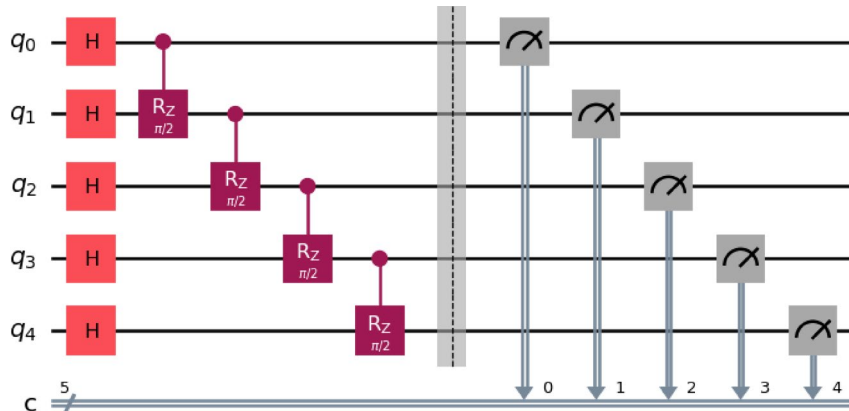 q0 H
q1 H RZ π/2
q2 H RZ π/2
q3 H RZ π/2
q4 H RZ π/2
c 5 0 1 2 3 4